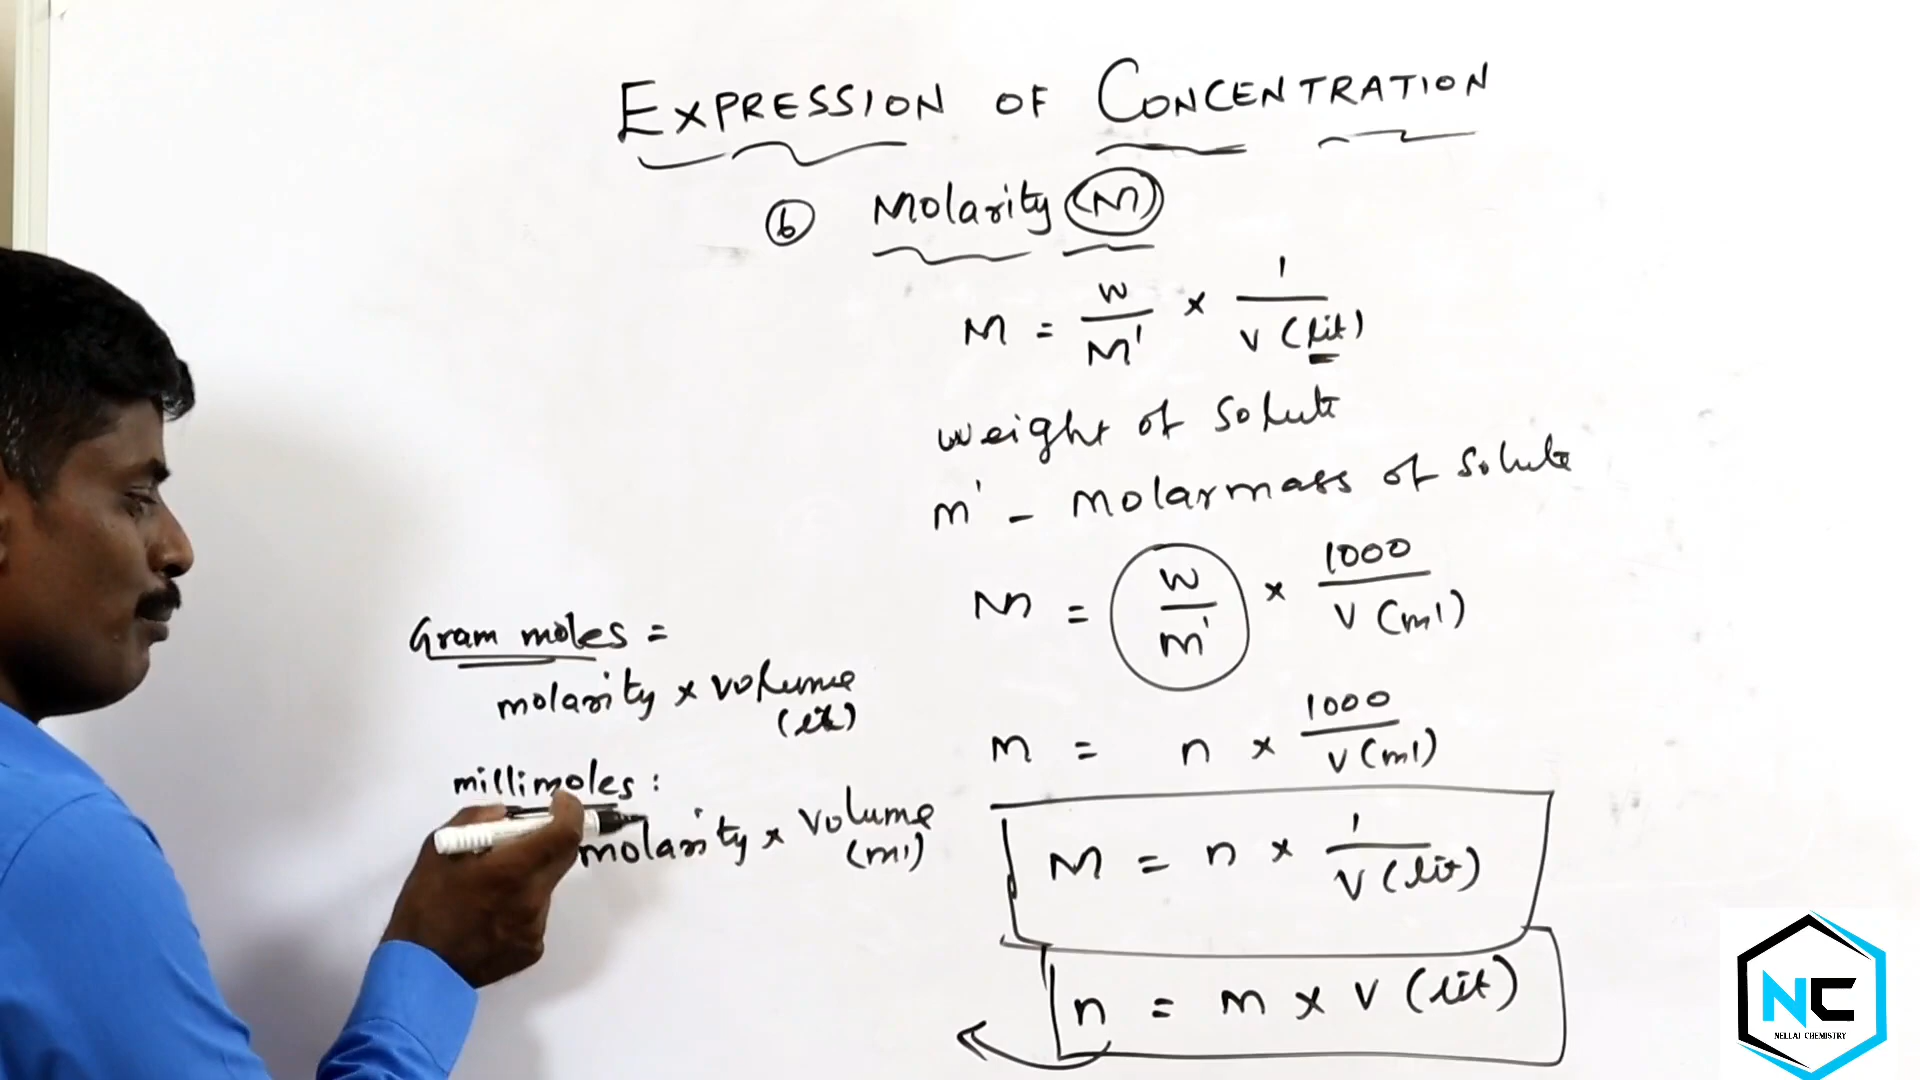 EXPRESSION OF CONCENTRATION
b Molarity (M)
M = w/M' × 1/V (lit)
weight of Solute
m' - Molarmass of Solute
M = w/m' × 1000/V (ml)
m = n × 1000/V (ml)
M = n × 1/V (lit)
n = m × V (lit)
Gram moles =
molarity × volume
(lit)
millimoles:
molarity × volume
(ml)
NC
NELLAI CHEMISTRY